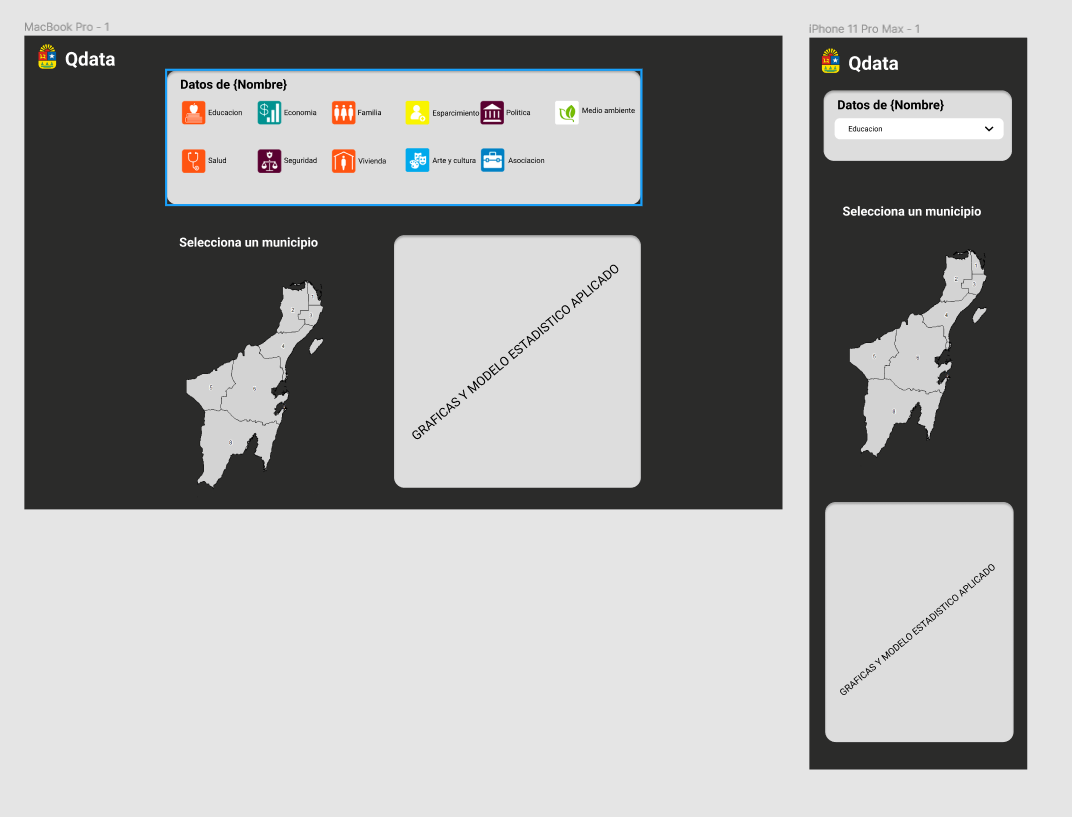 MacBook Pro - 1
Qdata
Datos de {Nombre}
Educacion Economia Familia Esparcimiento Politica Medio ambiente
Salud Seguridad Vivienda Arte y cultura Asociacion
Selecciona un municipio
GRAFICAS Y MODELO ESTADISTICO APLICADO
iPhone 11 Pro Max - 1
Qdata
Datos de {Nombre}
Educacion
Selecciona un municipio
GRAFICAS Y MODELO ESTADISTICO APLICADO